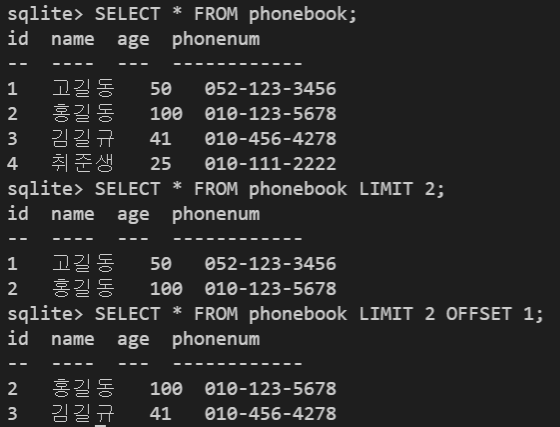 sqlite> SELECT * FROM phonebook;
id  name  age  phonenum
--  ----  ---  ------------
1   고길동   50   052-123-3456
2   홍길동   100  010-123-5678
3   김길규   41   010-456-4278
4   취준생   25   010-111-2222
sqlite> SELECT * FROM phonebook LIMIT 2;
id  name  age  phonenum
--  ----  ---  ------------
1   고길동   50   052-123-3456
2   홍길동   100  010-123-5678
sqlite> SELECT * FROM phonebook LIMIT 2 OFFSET 1;
id  name  age  phonenum
--  ----  ---  ------------
2   홍길동   100  010-123-5678
3   김길규   41   010-456-4278